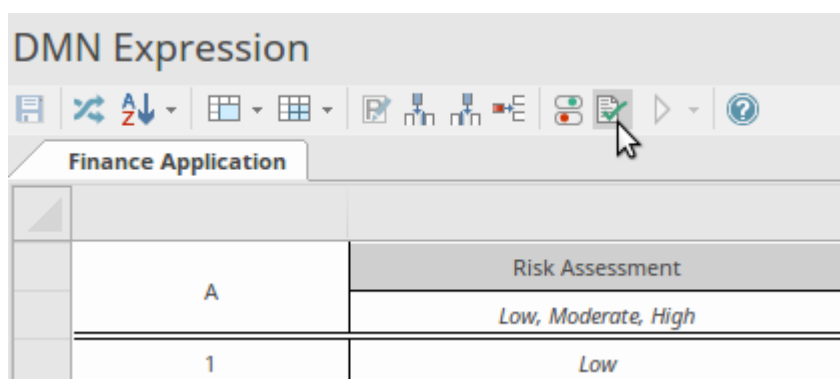 DMN Expression
Finance Application
Risk Assessment
A
Low, Moderate, High
1
Low